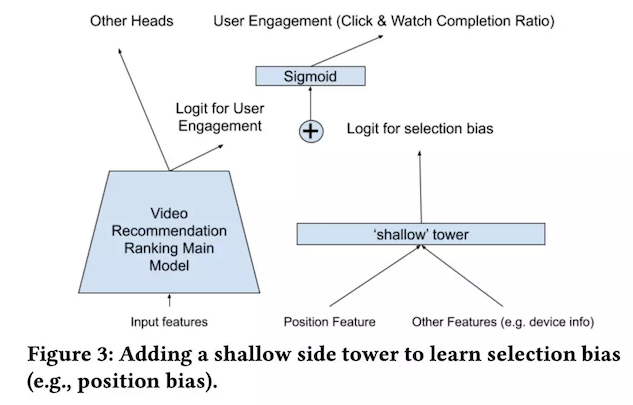 Other Heads
User Engagement (Click & Watch Completion Ratio)
Sigmoid
Logit for User
Engagement
+
Logit for selection bias
Video
Recommendation
Ranking Main
Model
'shallow' tower
Input features
Position Feature
Other Features (e.g. device info)
Figure 3: Adding a shallow side tower to learn selection bias
(e.g., position bias).